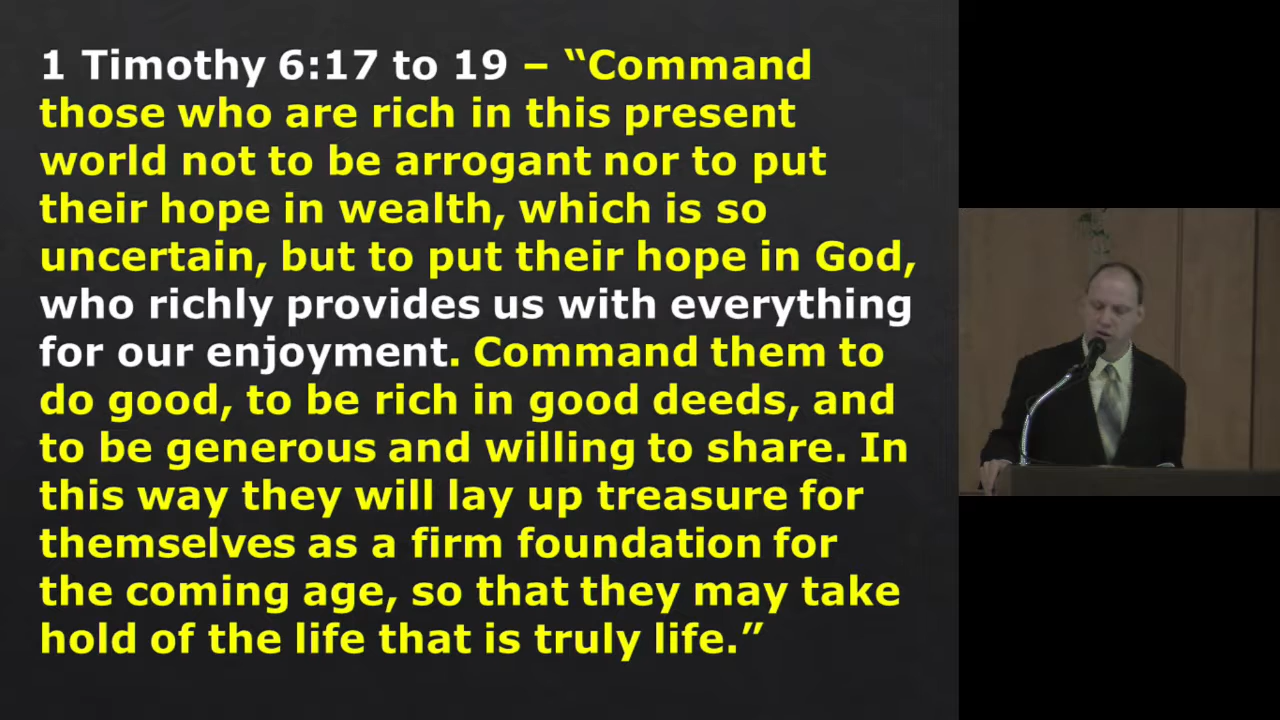 1 Timothy 6:17 to 19 – “Command
those who are rich in this present
world not to be arrogant nor to put
their hope in wealth, which is so
uncertain, but to put their hope in God,
who richly provides us with everything
for our enjoyment. Command them to
do good, to be rich in good deeds, and
to be generous and willing to share. In
this way they will lay up treasure for
themselves as a firm foundation for
the coming age, so that they may take
hold of the life that is truly life.”